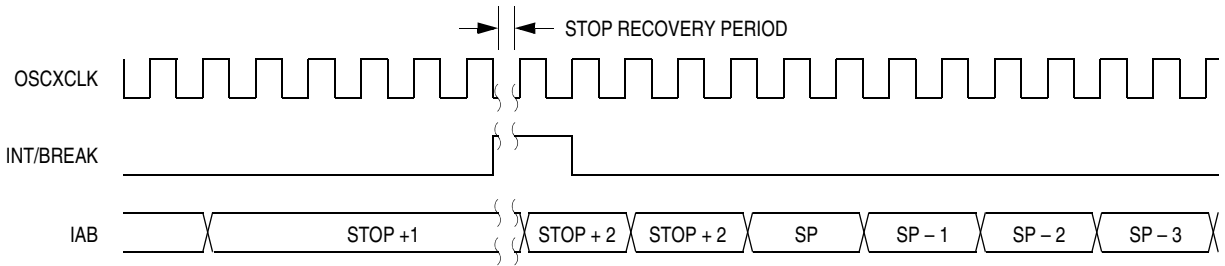 STOP RECOVERY PERIOD
OSCXCLK
INT/BREAK
IAB STOP +1 STOP + 2 STOP + 2 SP SP – 1 SP – 2 SP – 3